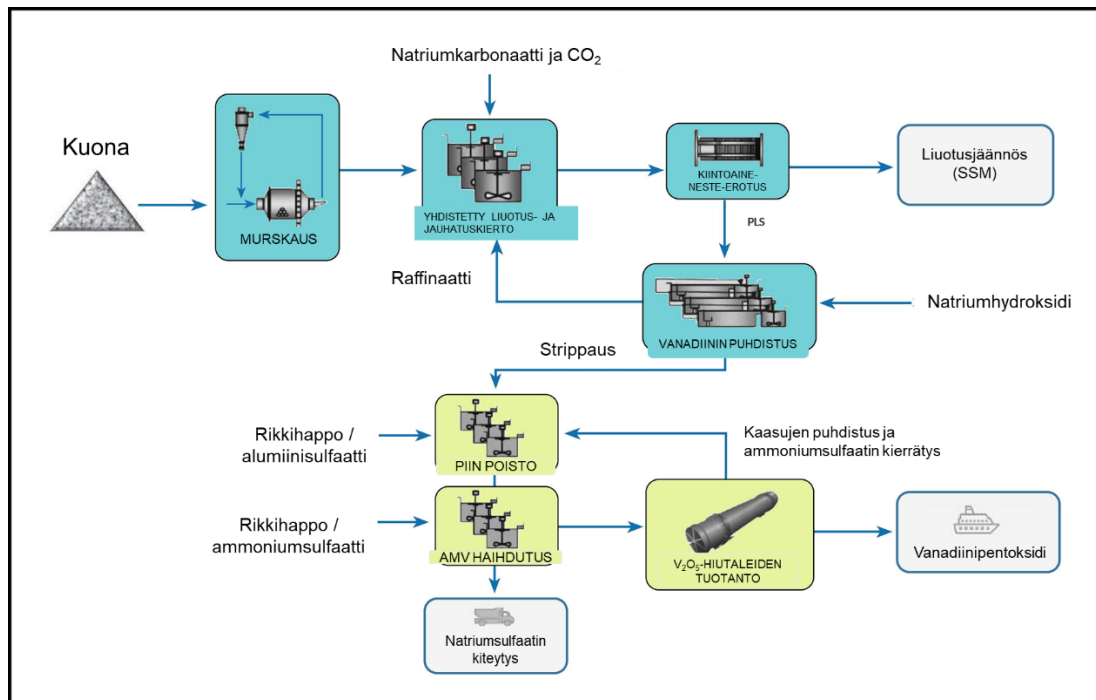 Natriumkarbonaatti ja CO₂
Kuona
MURSKAUS
YHDISTETTY LIUOTUS- JA
JAUHATUSKIERTO
KIINTOAINE-
NESTE-EROTUS
Liuotusjäännös
(SSM)
PLS
Raffinaatti
Natriumhydroksidi
VANADIININ PUHDISTUS
Strippaus
Rikkihappo /
alumiinisulfaatti
PIIN POISTO
Kaasujen puhdistus ja
ammoniumsulfaatin kierrätys
Rikkihappo /
ammoniumsulfaatti
AMV HAIHDUTUS
V₂O₅-HIUTALEIDEN
TUOTANTO
Vanadiinipentoksidi
Natriumsulfaatin
kiteytys